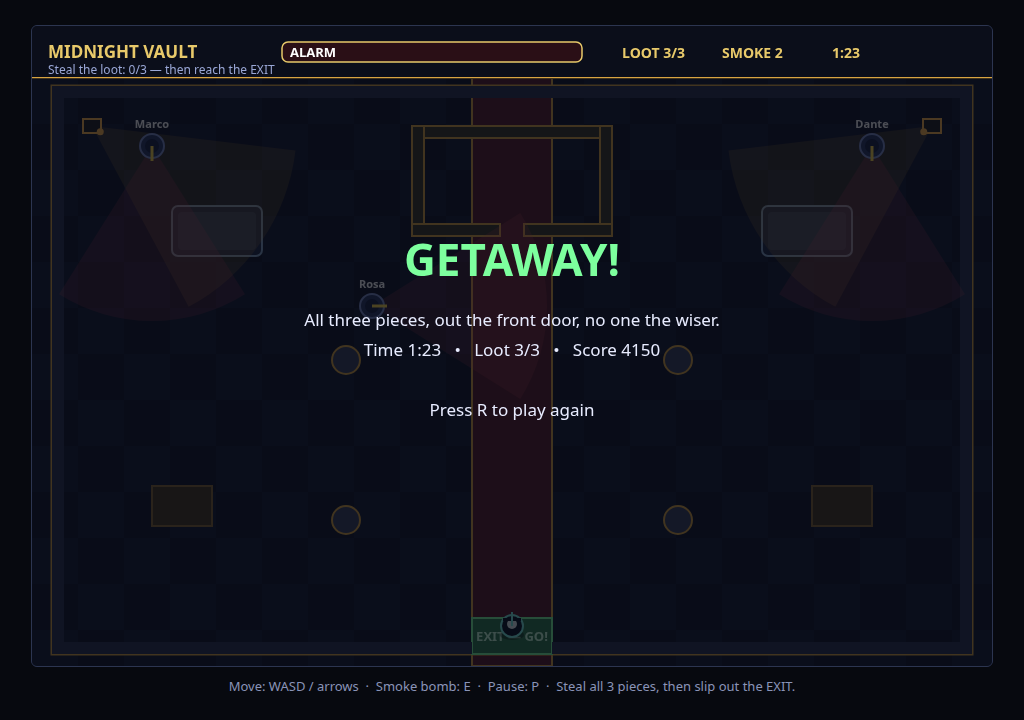 MIDNIGHT VAULT
ALARM
LOOT 3/3
SMOKE 2
1:23
Steal the loot: 0/3 — then reach the EXIT
Marco
Dante
GETAWAY!
Rosa
All three pieces, out the front door, no one the wiser.
Time 1:23 • Loot 3/3 • Score 4150
Press R to play again
EXIT GO!
Move: WASD / arrows · Smoke bomb: E · Pause: P · Steal all 3 pieces, then slip out the EXIT.